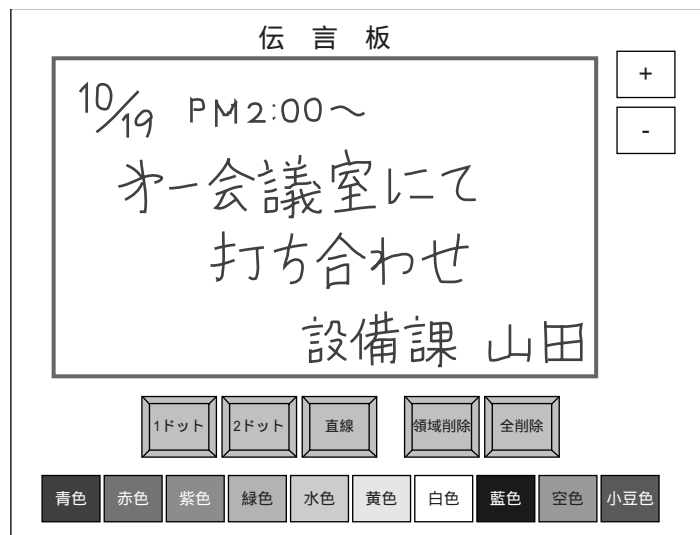 伝言板
+
-
10/19 PM2:00〜
才一会議室にて
打ち合わせ
設備課 山田
1ドット 2ドット 直線 領域削除 全削除
青色 赤色 紫色 緑色 水色 黄色 白色 藍色 空色 小豆色